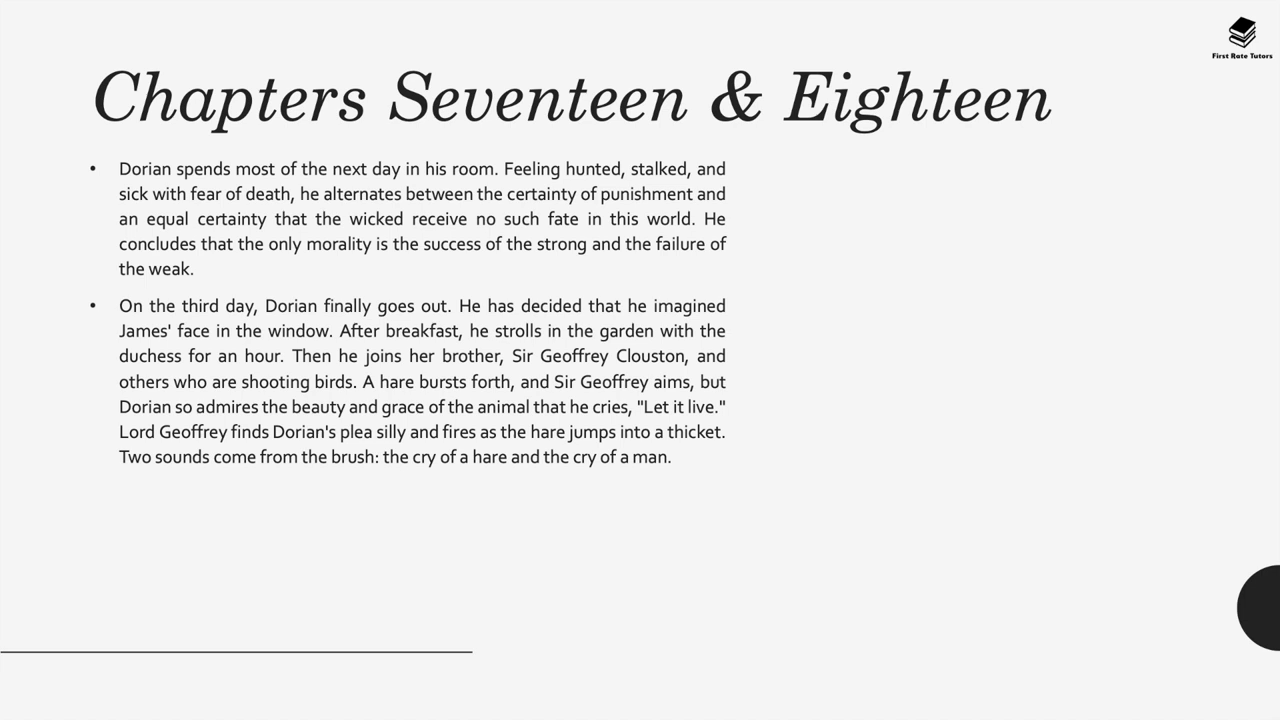 First Rate Tutors
Chapters Seventeen & Eighteen
• Dorian spends most of the next day in his room. Feeling hunted, stalked, and
sick with fear of death, he alternates between the certainty of punishment and
an equal certainty that the wicked receive no such fate in this world. He
concludes that the only morality is the success of the strong and the failure of
the weak.
• On the third day, Dorian finally goes out. He has decided that he imagined
James' face in the window. After breakfast, he strolls in the garden with the
duchess for an hour. Then he joins her brother, Sir Geoffrey Clouston, and
others who are shooting birds. A hare bursts forth, and Sir Geoffrey aims, but
Dorian so admires the beauty and grace of the animal that he cries, "Let it live."
Lord Geoffrey finds Dorian's plea silly and fires as the hare jumps into a thicket.
Two sounds come from the brush: the cry of a hare and the cry of a man.